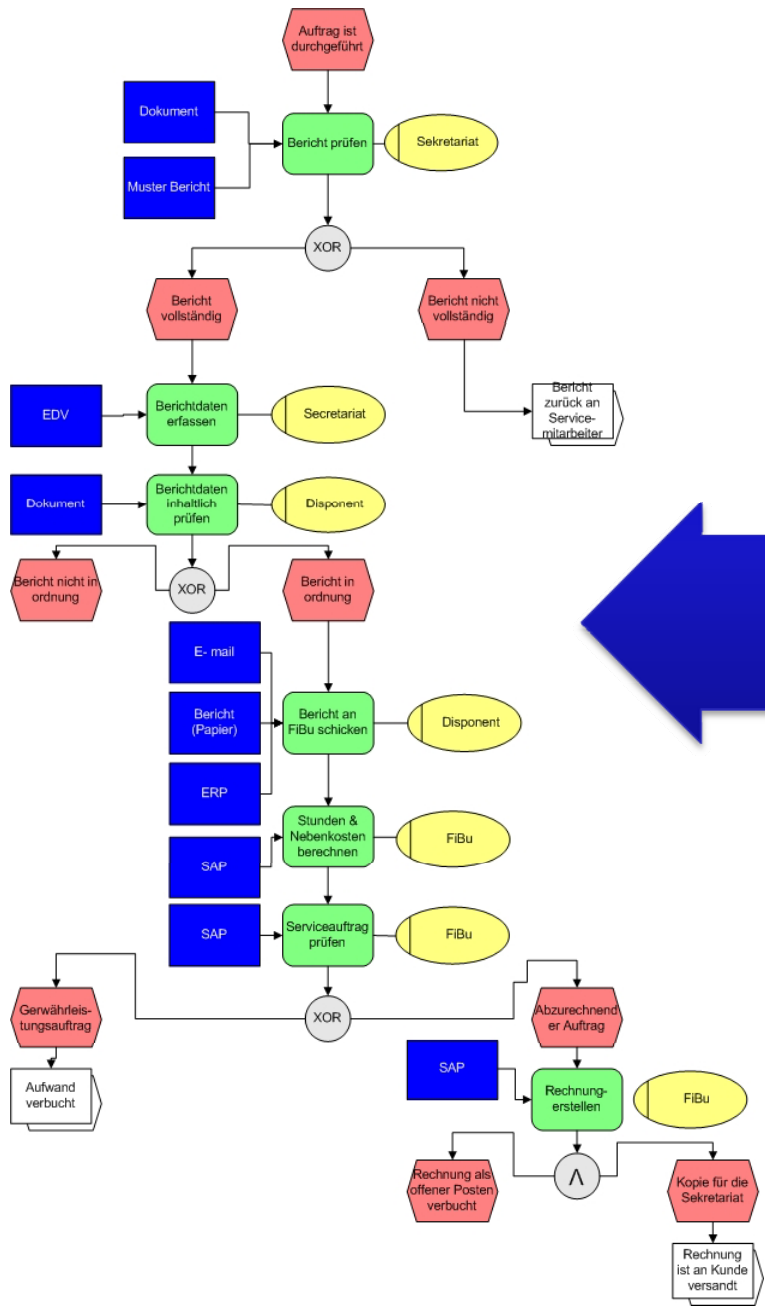 Auftrag ist
durchgeführt
Dokument
Bericht prüfen
Sekretariat
Muster Bericht
XOR
Bericht
vollständig
Bericht nicht
vollständig
Bericht
zurück an
Service-
mitarbeiter
EDV
Berichtdaten
erfassen
Secretariat
Dokument
Berichtdaten
inhaltlich
prüfen
Disponent
Bericht nicht in
ordnung
XOR
Bericht in
ordnung
E- mail
Bericht
(Papier)
Bericht an
FiBu schicken
Disponent
ERP
Stunden &
Nebenkosten
berechnen
FiBu
SAP
SAP
Serviceauftrag
prüfen
FiBu
Gerwährleis-
tungsauftrag
XOR
Abzurechnend
er Auftrag
Aufwand
verbucht
SAP
Rechnung-
erstellen
FiBu
Rechnung als
offener Posten
verbucht
Λ
Kopie für die
Sekretariat
Rechnung
ist an Kunde
versandt